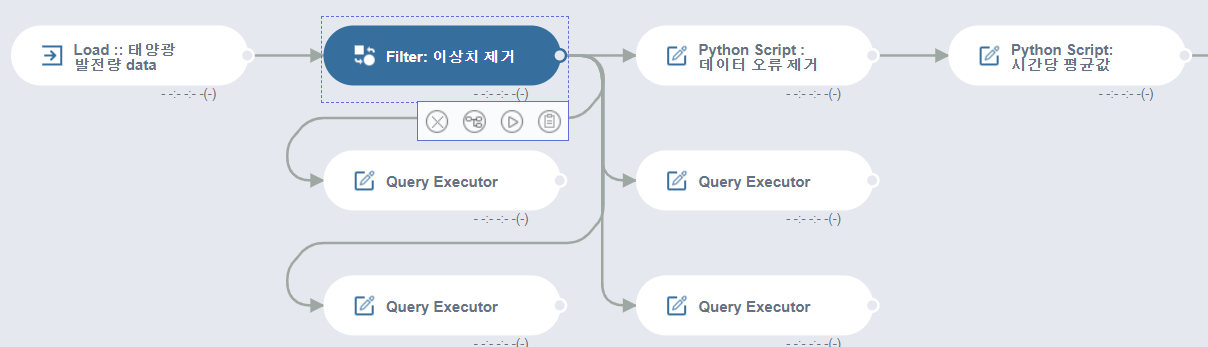 Load :: 태양광
발전량 data
- -:- -:- -(-)
Filter: 이상치 제거
- -:- -:- -(-)
Python Script :
데이터 오류 제거
- -:- -:- -(-)
Python Script:
시간당 평균값
- -:- -:- -(-)
Query Executor
- -:- -:- -(-)
Query Executor
- -:- -:- -(-)
Query Executor
- -:- -:- -(-)
Query Executor
- -:- -:- -(-)